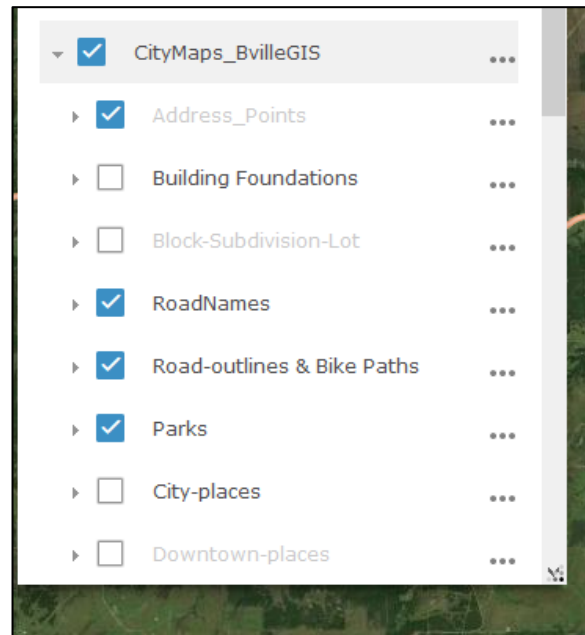 CityMaps_BvilleGIS
Address_Points
Building Foundations
Block-Subdivision-Lot
RoadNames
Road-outlines & Bike Paths
Parks
City-places
Downtown-places